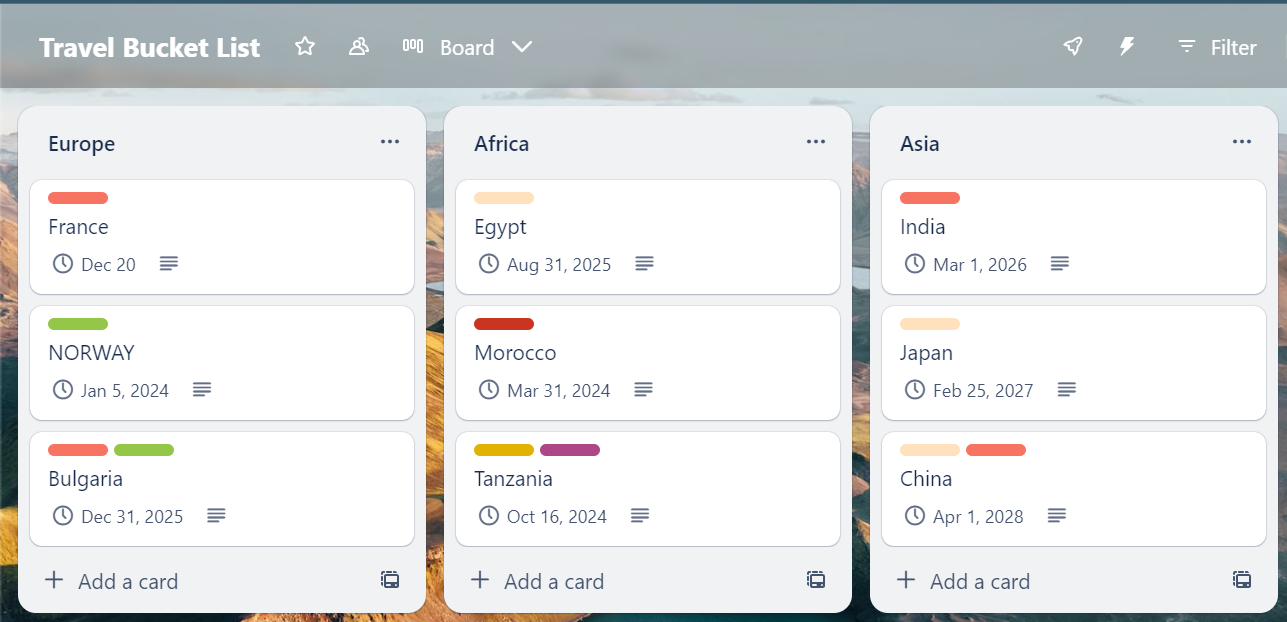 Travel Bucket List
Board
Filter
Europe
France
Dec 20
NORWAY
Jan 5, 2024
Bulgaria
Dec 31, 2025
Add a card
Africa
Egypt
Aug 31, 2025
Morocco
Mar 31, 2024
Tanzania
Oct 16, 2024
Add a card
Asia
India
Mar 1, 2026
Japan
Feb 25, 2027
China
Apr 1, 2028
Add a card